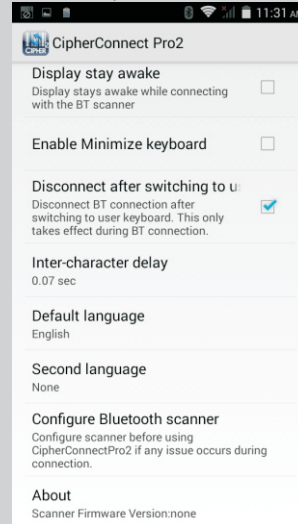 11:31 AM
CipherConnect Pro2
Display stay awake
Display stays awake while connecting
with the BT scanner
Enable Minimize keyboard
Disconnect after switching to u
Disconnect BT connection after
switching to user keyboard. This only
takes effect during BT connection.
Inter-character delay
0.07 sec
Default language
English
Second language
None
Configure Bluetooth scanner
Configure scanner before using
CipherConnectPro2 if any issue occurs during
connection.
About
Scanner Firmware Version:none